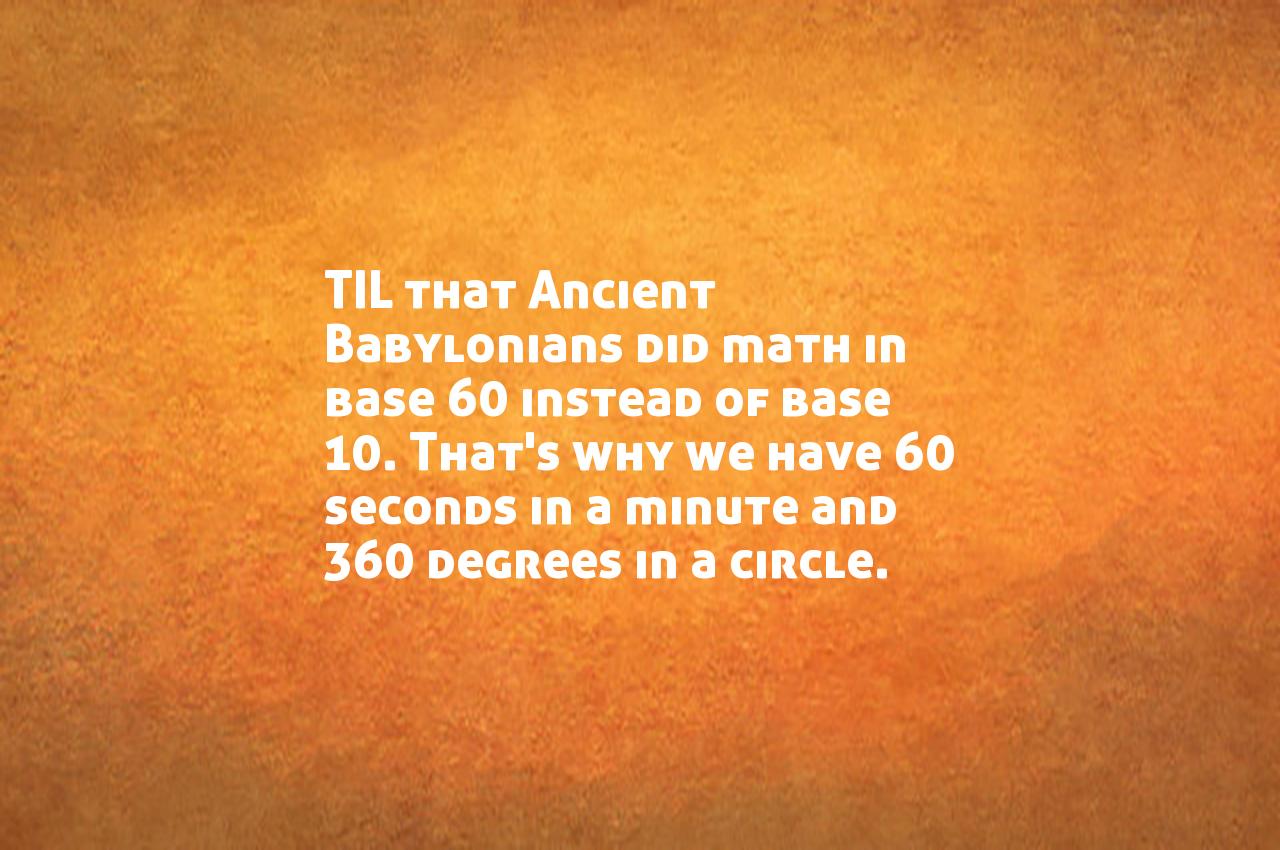 TIL that Ancient
Babylonians did math in
base 60 instead of base
10. That's why we have 60
seconds in a minute and
360 degrees in a circle.